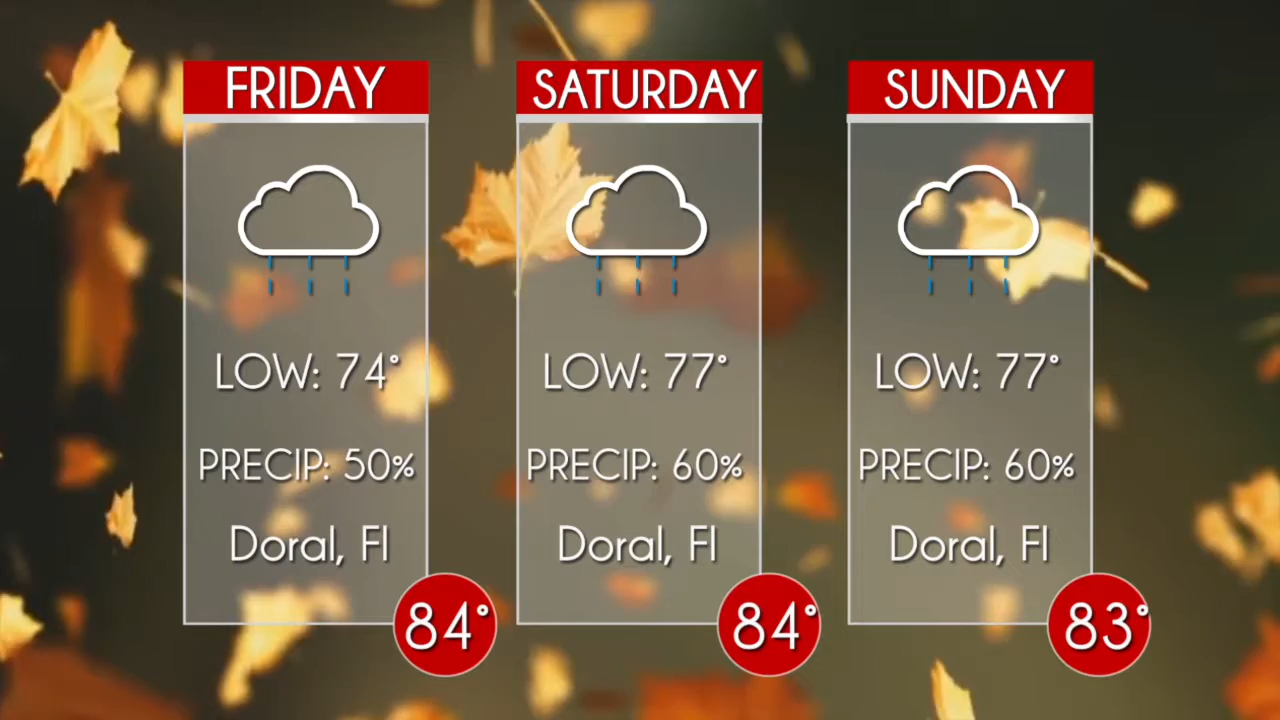 FRIDAY
LOW: 74°
PRECIP: 50%
Doral, Fl
84°
SATURDAY
LOW: 77°
PRECIP: 60%
Doral, Fl
84°
SUNDAY
LOW: 77°
PRECIP: 60%
Doral, Fl
83°